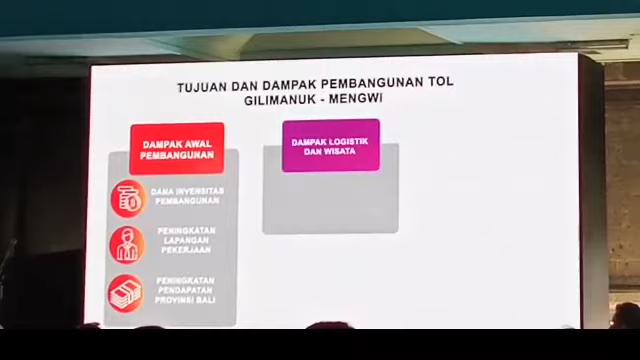 TUJUAN DAN DAMPAK PEMBANGUNAN TOL
GILIMANUK - MENGWI
DAMPAK AWAL
PEMBANGUNAN
DANA INVENSITAS
PEMBANGUNAN
PENINGKATAN
LAPANGAN
PEKERJAAN
PENINGKATAN
PENDAPATAN
PROVINSI BALI
DAMPAK LOGISTIK
DAN WISATA